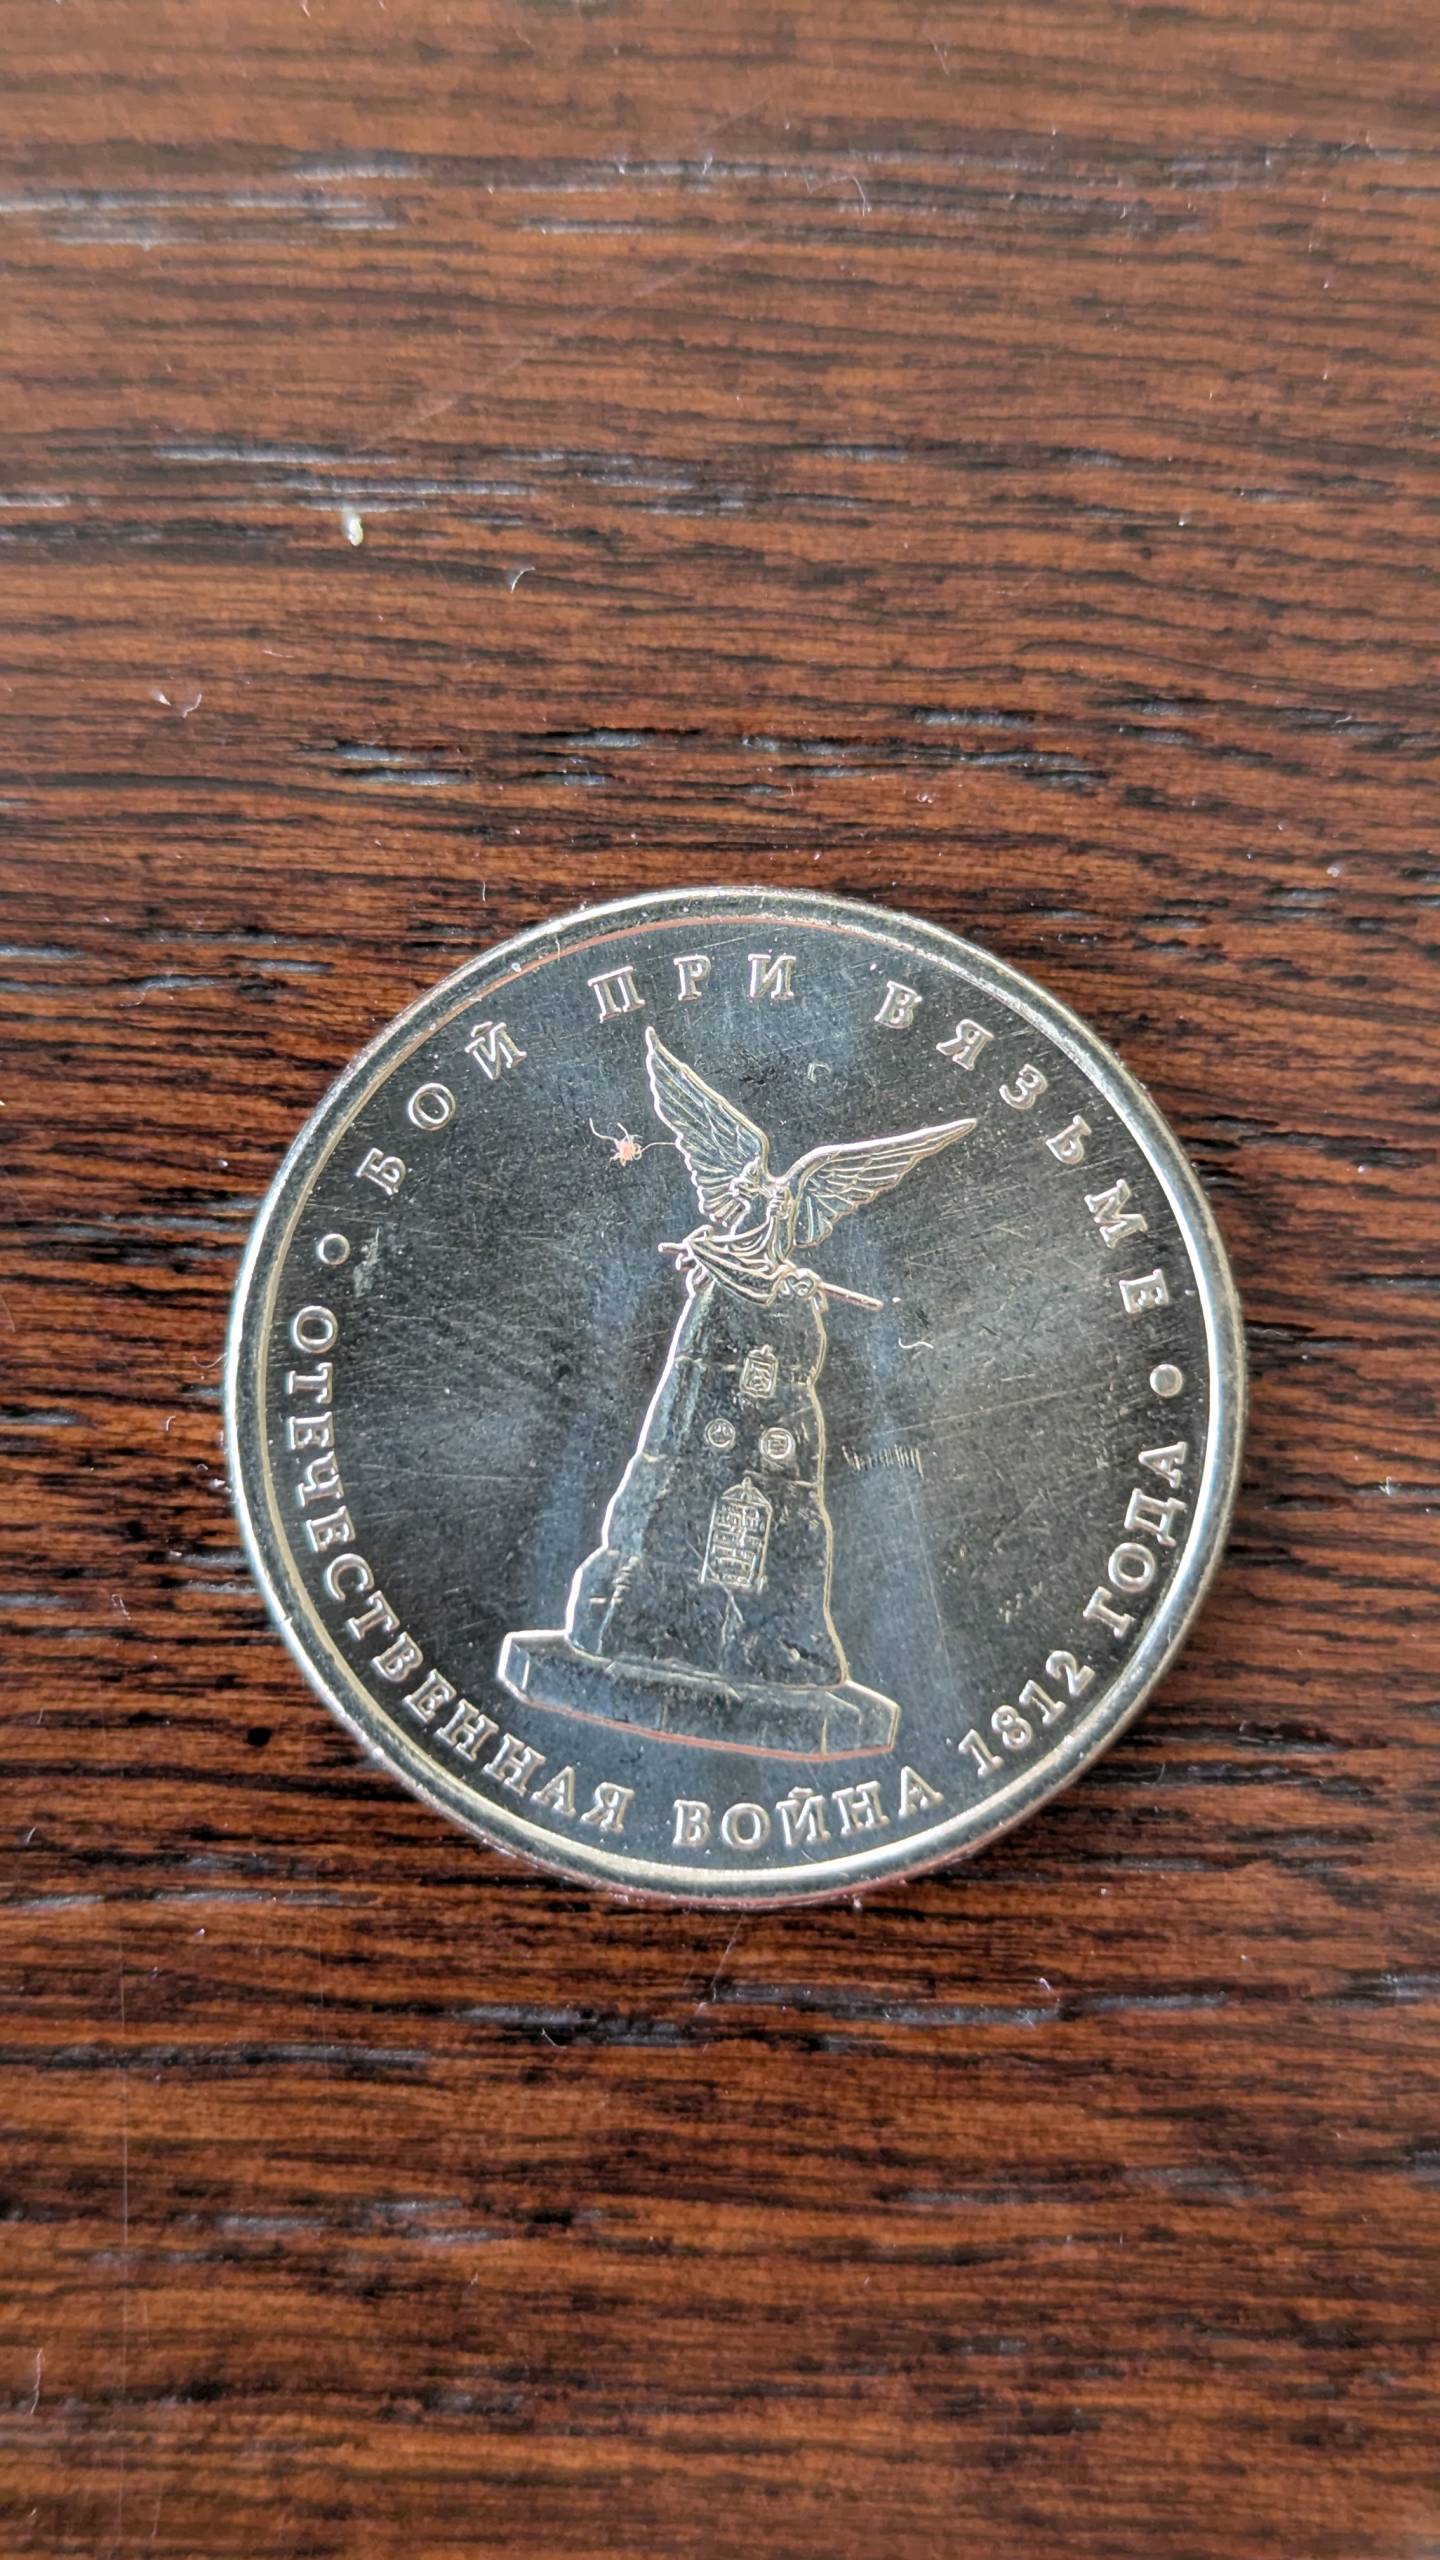 БОЙ ПРИ ВЯЗЬМЕ
ОТЕЧЕСТВЕННАЯ ВОЙНА 1812 ГОДА